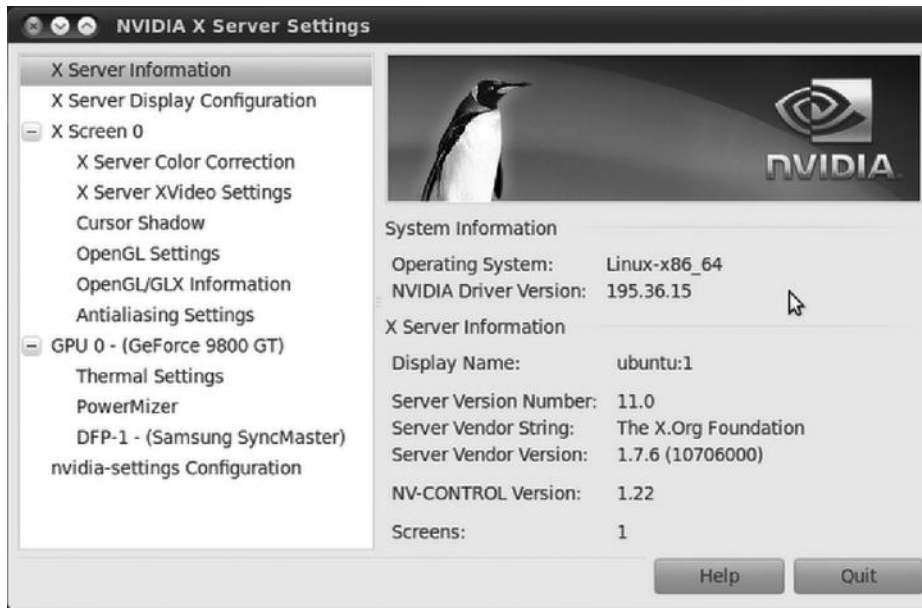 NVIDIA X Server Settings
X Server Information
X Server Display Configuration
X Screen 0
X Server Color Correction
X Server XVideo Settings
Cursor Shadow
OpenGL Settings
OpenGL/GLX Information
Antialiasing Settings
GPU 0 - (GeForce 9800 GT)
Thermal Settings
PowerMizer
DFP-1 - (Samsung SyncMaster)
nvidia-settings Configuration
NVIDIA
System Information
Operating System: Linux-x86_64
NVIDIA Driver Version: 195.36.15
X Server Information
Display Name: ubuntu:1
Server Version Number: 11.0
Server Vendor String: The X.Org Foundation
Server Vendor Version: 1.7.6 (10706000)
NV-CONTROL Version: 1.22
Screens: 1
Help Quit